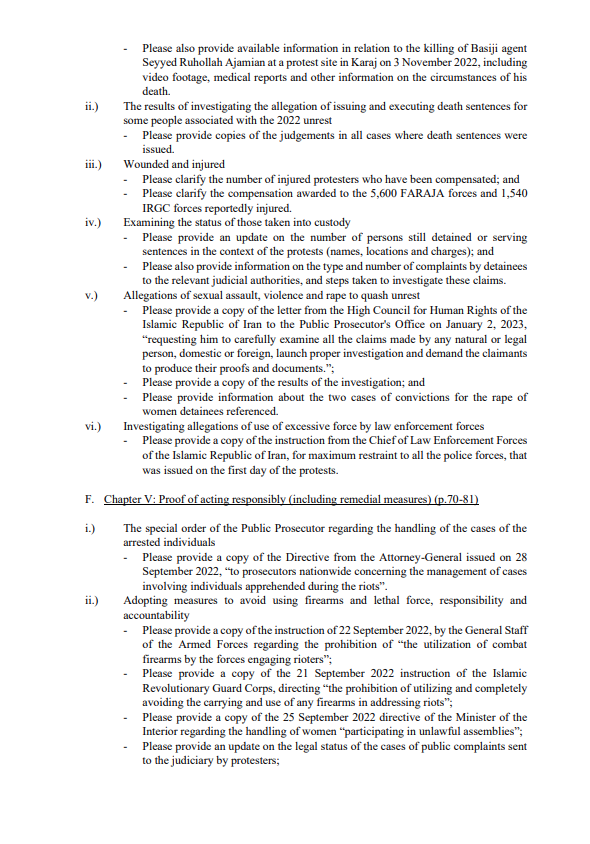 - Please also provide available information in relation to the killing of Basiji agent
Seyyed Ruhollah Ajamian at a protest site in Karaj on 3 November 2022, including
video footage, medical reports and other information on the circumstances of his
death.
ii.) The results of investigating the allegation of issuing and executing death sentences for
some people associated with the 2022 unrest
- Please provide copies of the judgements in all cases where death sentences were
issued.
iii.) Wounded and injured
- Please clarify the number of injured protesters who have been compensated; and
- Please clarify the compensation awarded to the 5,600 FARAJA forces and 1,540
IRGC forces reportedly injured.
iv.) Examining the status of those taken into custody
- Please provide an update on the number of persons still detained or serving
sentences in the context of the protests (names, locations and charges); and
- Please also provide information on the type and number of complaints by detainees
to the relevant judicial authorities, and steps taken to investigate these claims.
v.) Allegations of sexual assault, violence and rape to quash unrest
- Please provide a copy of the letter from the High Council for Human Rights of the
Islamic Republic of Iran to the Public Prosecutor's Office on January 2, 2023,
“requesting him to carefully examine all the claims made by any natural or legal
person, domestic or foreign, launch proper investigation and demand the claimants
to produce their proofs and documents.”;
- Please provide a copy of the results of the investigation; and
- Please provide information about the two cases of convictions for the rape of
women detainees referenced.
vi.) Investigating allegations of use of excessive force by law enforcement forces
- Please provide a copy of the instruction from the Chief of Law Enforcement Forces
of the Islamic Republic of Iran, for maximum restraint to all the police forces, that
was issued on the first day of the protests.
F. Chapter V: Proof of acting responsibly (including remedial measures) (p.70-81)
i.) The special order of the Public Prosecutor regarding the handling of the cases of the
arrested individuals
- Please provide a copy of the Directive from the Attorney-General issued on 28
September 2022, “to prosecutors nationwide concerning the management of cases
involving individuals apprehended during the riots”.
ii.) Adopting measures to avoid using firearms and lethal force, responsibility and
accountability
- Please provide a copy of the instruction of 22 September 2022, by the General Staff
of the Armed Forces regarding the prohibition of “the utilization of combat
firearms by the forces engaging rioters”;
- Please provide a copy of the 21 September 2022 instruction of the Islamic
Revolutionary Guard Corps, directing “the prohibition of utilizing and completely
avoiding the carrying and use of any firearms in addressing riots”;
- Please provide a copy of the 25 September 2022 directive of the Minister of the
Interior regarding the handling of women “participating in unlawful assemblies”;
- Please provide an update on the legal status of the cases of public complaints sent
to the judiciary by protesters;